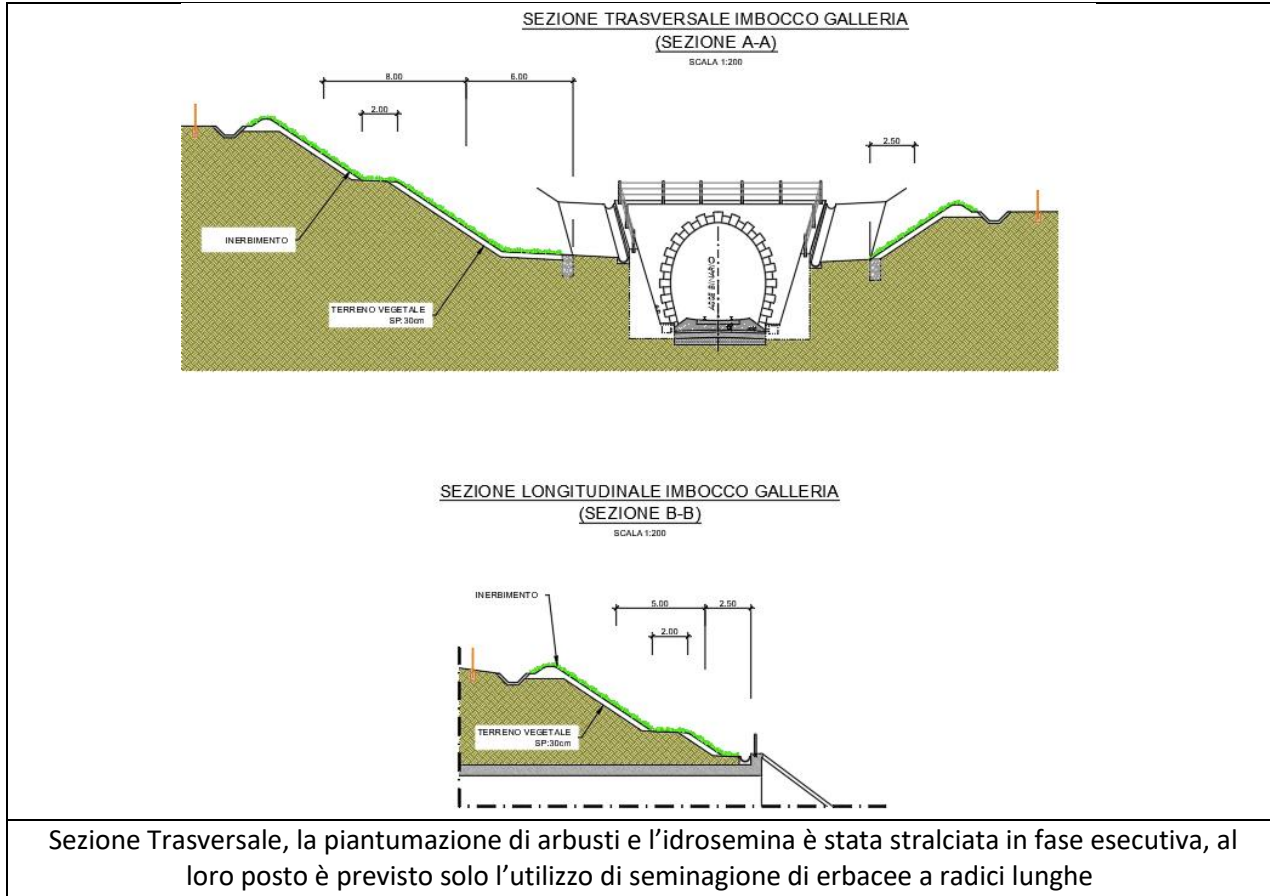 SEZIONE TRASVERSALE IMBOCCO GALLERIA
(SEZIONE A-A)
SCALA 1:200
8.00
6.00
2.00
2.50
INERBIMENTO
TERRENO VEGETALE
SP:30cm
ASSE BINARIO
SEZIONE LONGITUDINALE IMBOCCO GALLERIA
(SEZIONE B-B)
SCALA 1:200
INERBIMENTO
5.00
2.50
2.00
TERRENO VEGETALE
SP:30cm
Sezione Trasversale, la piantumazione di arbusti e l’idrosemina è stata stralciata in fase esecutiva, al
loro posto è previsto solo l’utilizzo di seminagione di erbacee a radici lunghe